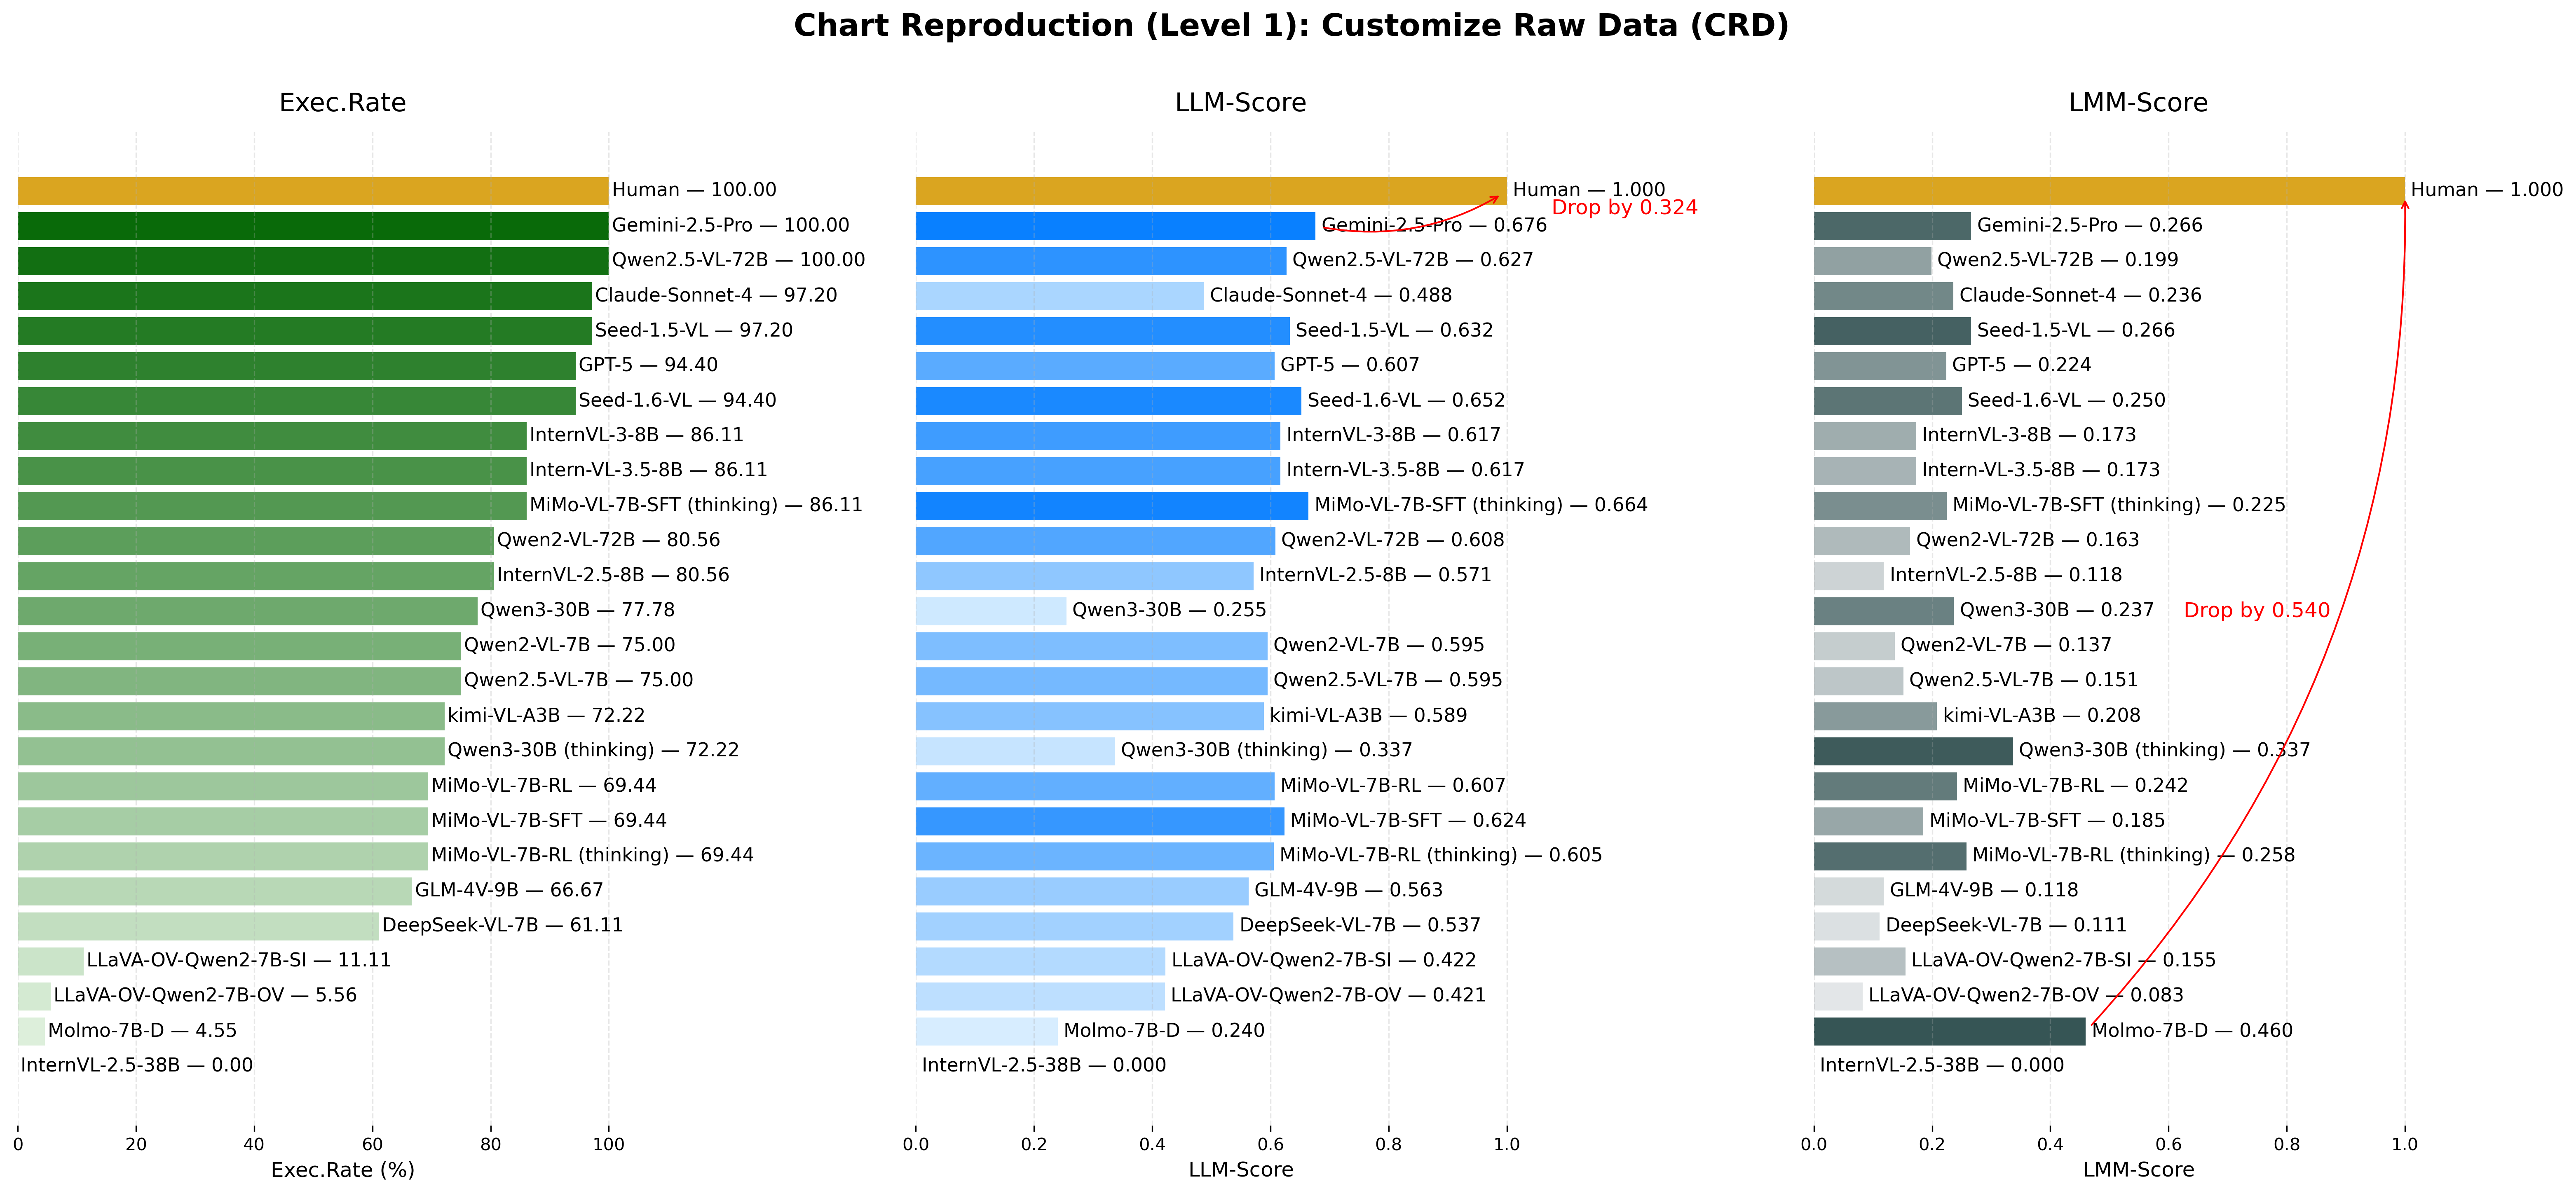 Chart Reproduction (Level 1): Customize Raw Data (CRD)
Exec.Rate
Human — 100.00
Gemini-2.5-Pro — 100.00
Qwen2.5-VL-72B — 100.00
Claude-Sonnet-4 — 97.20
Seed-1.5-VL — 97.20
GPT-5 — 94.40
Seed-1.6-VL — 94.40
InternVL-3-8B — 86.11
Intern-VL-3.5-8B — 86.11
MiMo-VL-7B-SFT (thinking) — 86.11
Qwen2-VL-72B — 80.56
InternVL-2.5-8B — 80.56
Qwen3-30B — 77.78
Qwen2-VL-7B — 75.00
Qwen2.5-VL-7B — 75.00
kimi-VL-A3B — 72.22
Qwen3-30B (thinking) — 72.22
MiMo-VL-7B-RL — 69.44
MiMo-VL-7B-SFT — 69.44
MiMo-VL-7B-RL (thinking) — 69.44
GLM-4V-9B — 66.67
DeepSeek-VL-7B — 61.11
LLaVA-OV-Qwen2-7B-SI — 11.11
LLaVA-OV-Qwen2-7B-OV — 5.56
Molmo-7B-D — 4.55
InternVL-2.5-38B — 0.00
0 20 40 60 80 100
Exec.Rate (%)
LLM-Score
Human — 1.000
Drop by 0.324
Gemini-2.5-Pro — 0.676
Qwen2.5-VL-72B — 0.627
Claude-Sonnet-4 — 0.488
Seed-1.5-VL — 0.632
GPT-5 — 0.607
Seed-1.6-VL — 0.652
InternVL-3-8B — 0.617
Intern-VL-3.5-8B — 0.617
MiMo-VL-7B-SFT (thinking) — 0.664
Qwen2-VL-72B — 0.608
InternVL-2.5-8B — 0.571
Qwen3-30B — 0.255
Qwen2-VL-7B — 0.595
Qwen2.5-VL-7B — 0.595
kimi-VL-A3B — 0.589
Qwen3-30B (thinking) — 0.337
MiMo-VL-7B-RL — 0.607
MiMo-VL-7B-SFT — 0.624
MiMo-VL-7B-RL (thinking) — 0.605
GLM-4V-9B — 0.563
DeepSeek-VL-7B — 0.537
LLaVA-OV-Qwen2-7B-SI — 0.422
LLaVA-OV-Qwen2-7B-OV — 0.421
Molmo-7B-D — 0.240
InternVL-2.5-38B — 0.000
0.0 0.2 0.4 0.6 0.8 1.0
LLM-Score
LMM-Score
Human — 1.000
Gemini-2.5-Pro — 0.266
Qwen2.5-VL-72B — 0.199
Claude-Sonnet-4 — 0.236
Seed-1.5-VL — 0.266
GPT-5 — 0.224
Seed-1.6-VL — 0.250
InternVL-3-8B — 0.173
Intern-VL-3.5-8B — 0.173
MiMo-VL-7B-SFT (thinking) — 0.225
Qwen2-VL-72B — 0.163
InternVL-2.5-8B — 0.118
Qwen3-30B — 0.237
Drop by 0.540
Qwen2-VL-7B — 0.137
Qwen2.5-VL-7B — 0.151
kimi-VL-A3B — 0.208
Qwen3-30B (thinking) — 0.337
MiMo-VL-7B-RL — 0.242
MiMo-VL-7B-SFT — 0.185
MiMo-VL-7B-RL (thinking) — 0.258
GLM-4V-9B — 0.118
DeepSeek-VL-7B — 0.111
LLaVA-OV-Qwen2-7B-SI — 0.155
LLaVA-OV-Qwen2-7B-OV — 0.083
Molmo-7B-D — 0.460
InternVL-2.5-38B — 0.000
0.0 0.2 0.4 0.6 0.8 1.0
LMM-Score